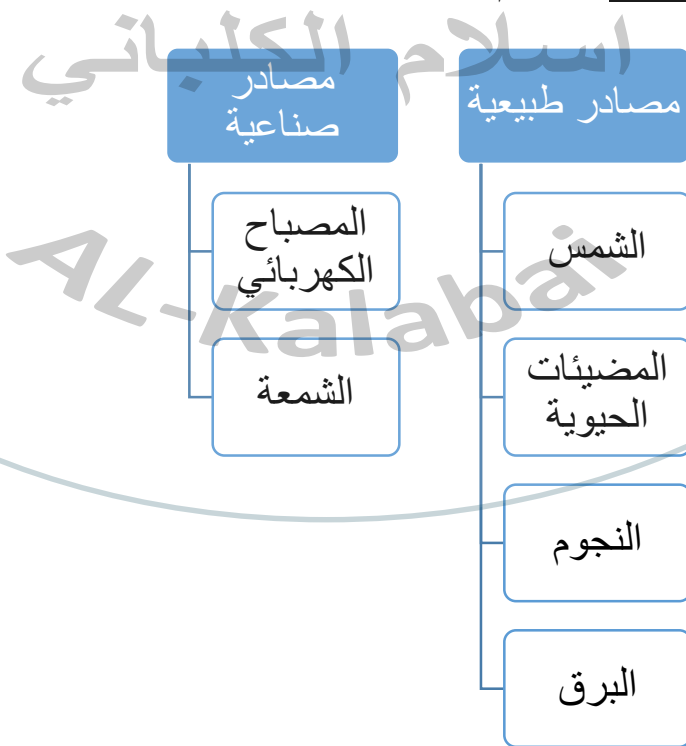 اسلام الكلباني
مصادر طبيعية
الشمس
المضيئات
الحيوية
النجوم
البرق
مصادر
صناعية
المصباح
الكهربائي
الشمعة
AL-Kalabani